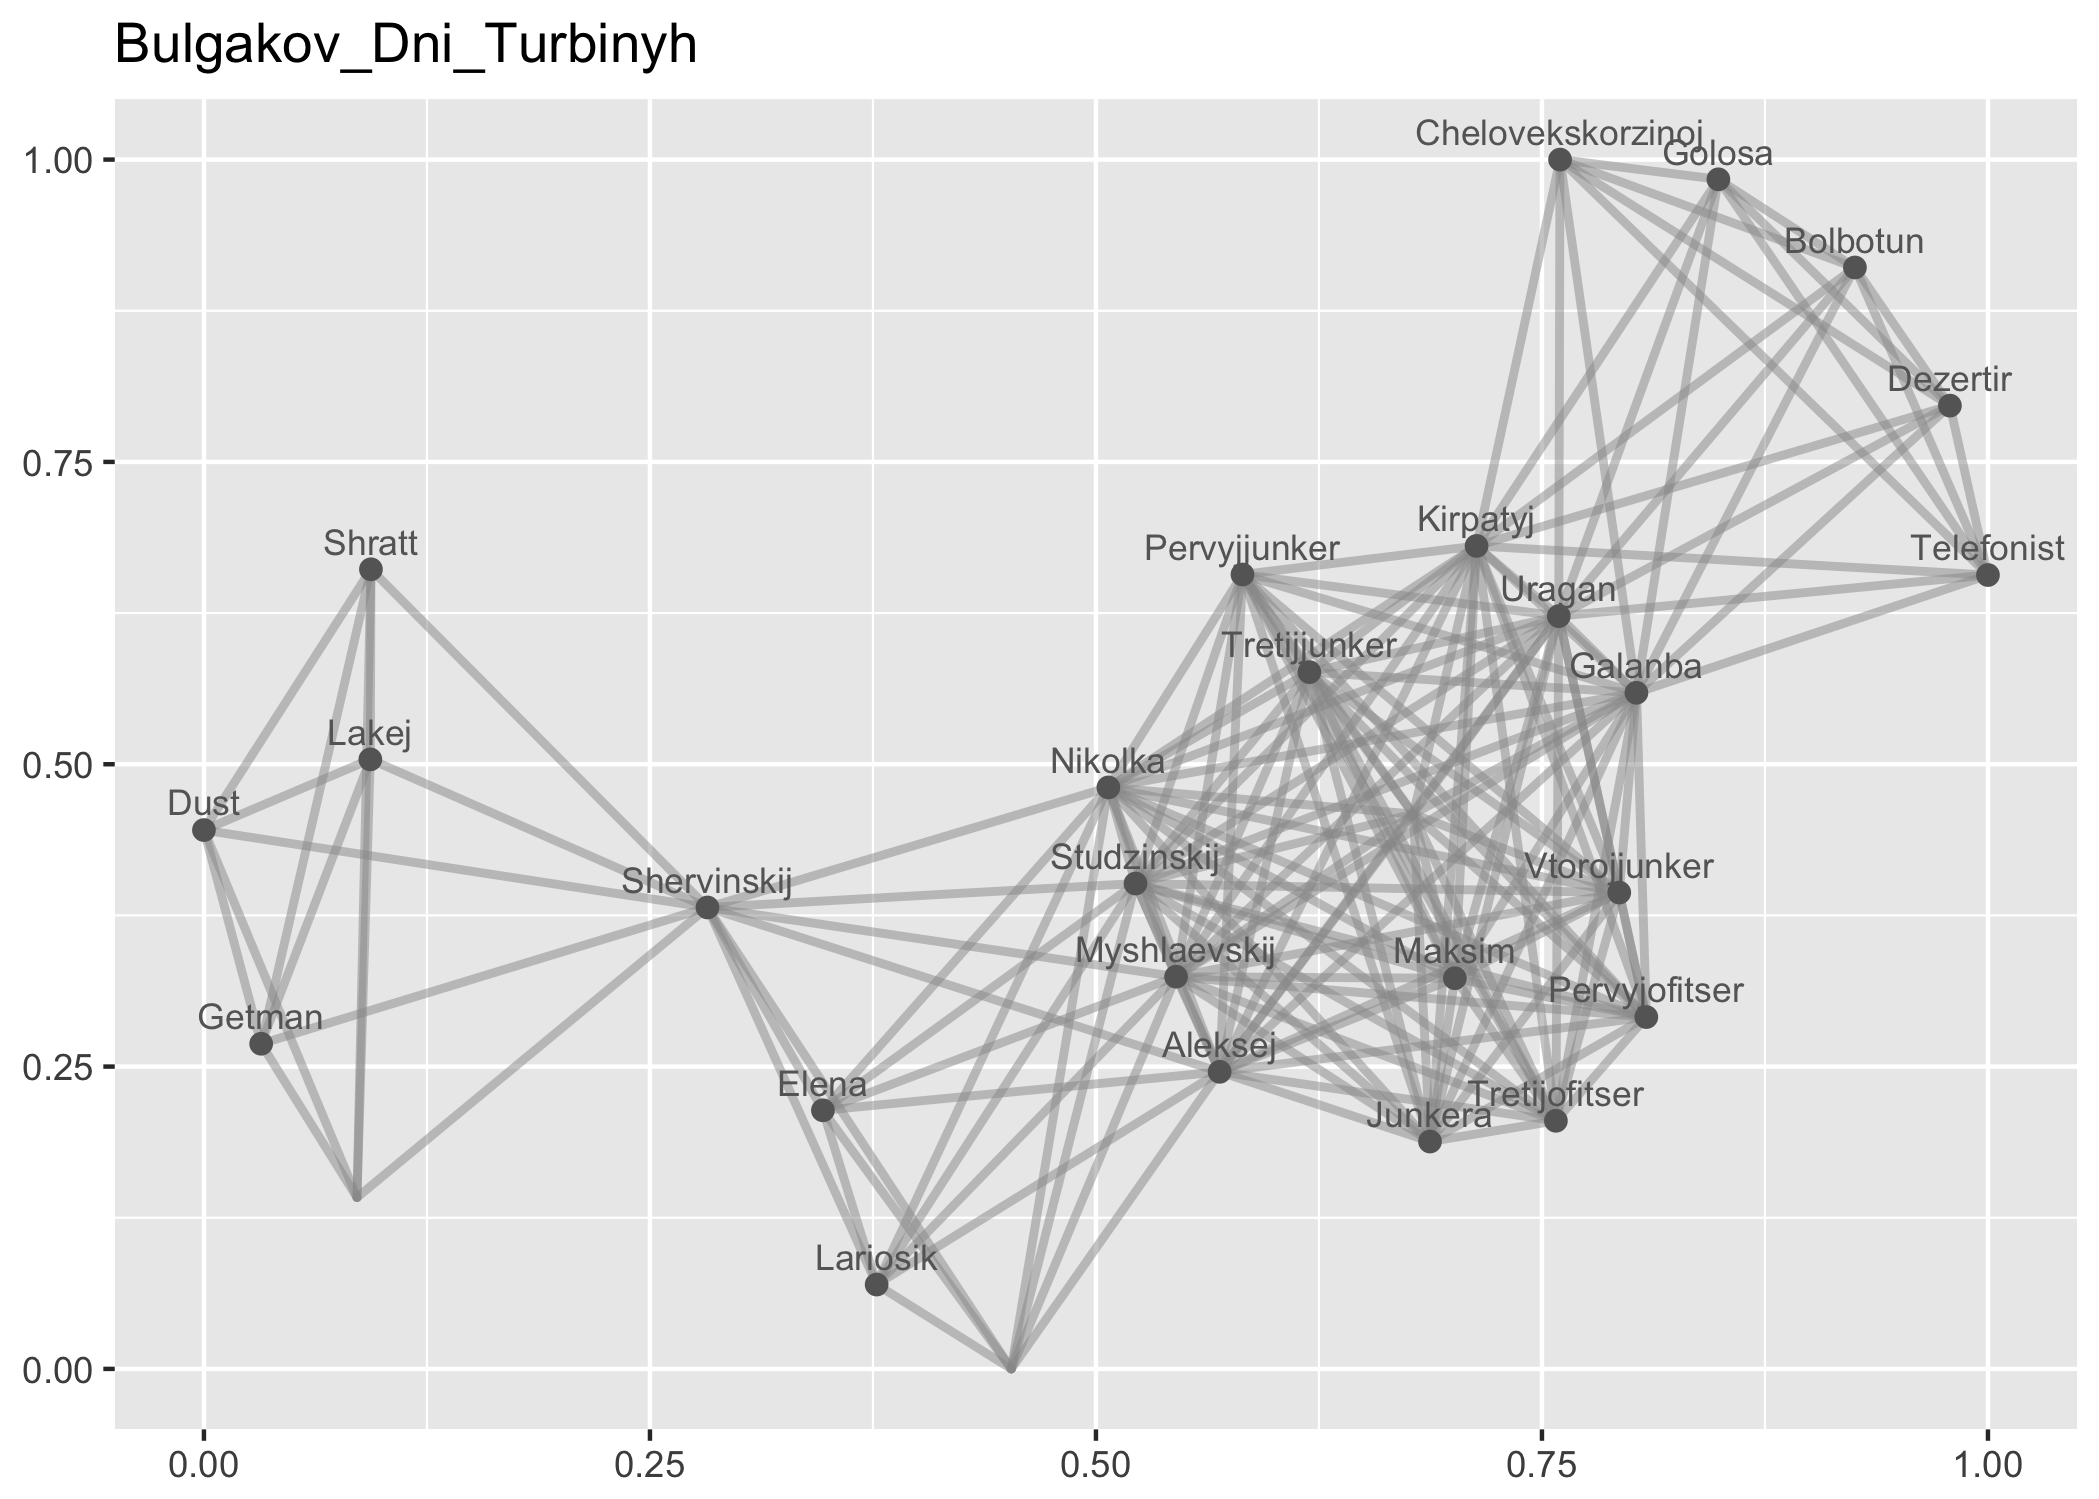 Bulgakov_Dni_Turbinyh
Chelovekskorzinoj
Golosa
1.00
Bolbotun
Dezertir
0.75
Kirpatyj
Shratt
Pervyjjunker
Telefonist
Uragan
Tretijjunker
Galanba
Lakej
Nikolka
0.50
Dust
Studzinskij
Vtorojjunker
Shervinskij
Myshlaevskij
Maksim
Pervyjofitser
Getman
Aleksej
0.25
Elena
Tretijofitser
Junkera
Lariosik
0.00
0.00 0.25 0.50 0.75 1.00